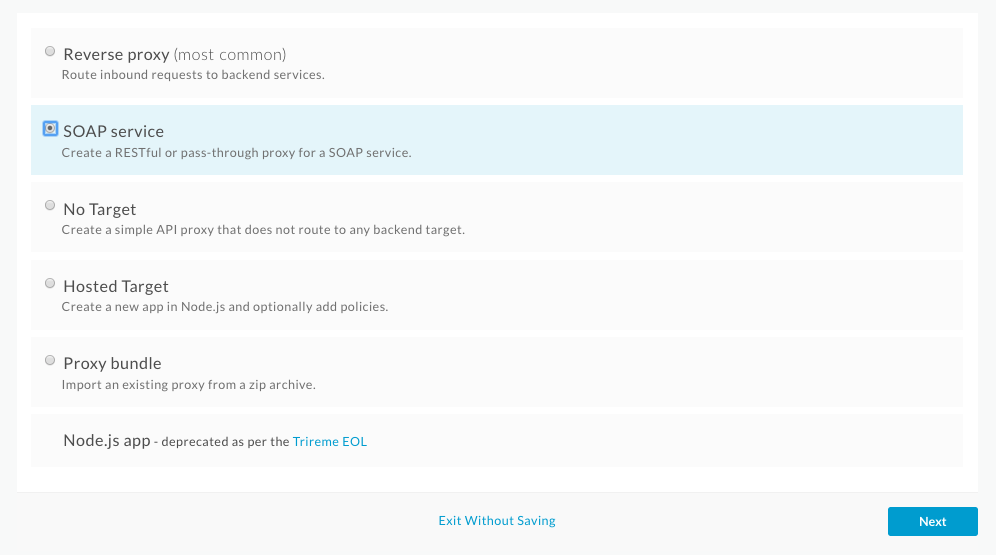 Reverse proxy (most common)
Route inbound requests to backend services.
SOAP service
Create a RESTful or pass-through proxy for a SOAP service.
No Target
Create a simple API proxy that does not route to any backend target.
Hosted Target
Create a new app in Node.js and optionally add policies.
Proxy bundle
Import an existing proxy from a zip archive.
Node.js app - deprecated as per the Trireme EOL
Exit Without Saving
Next